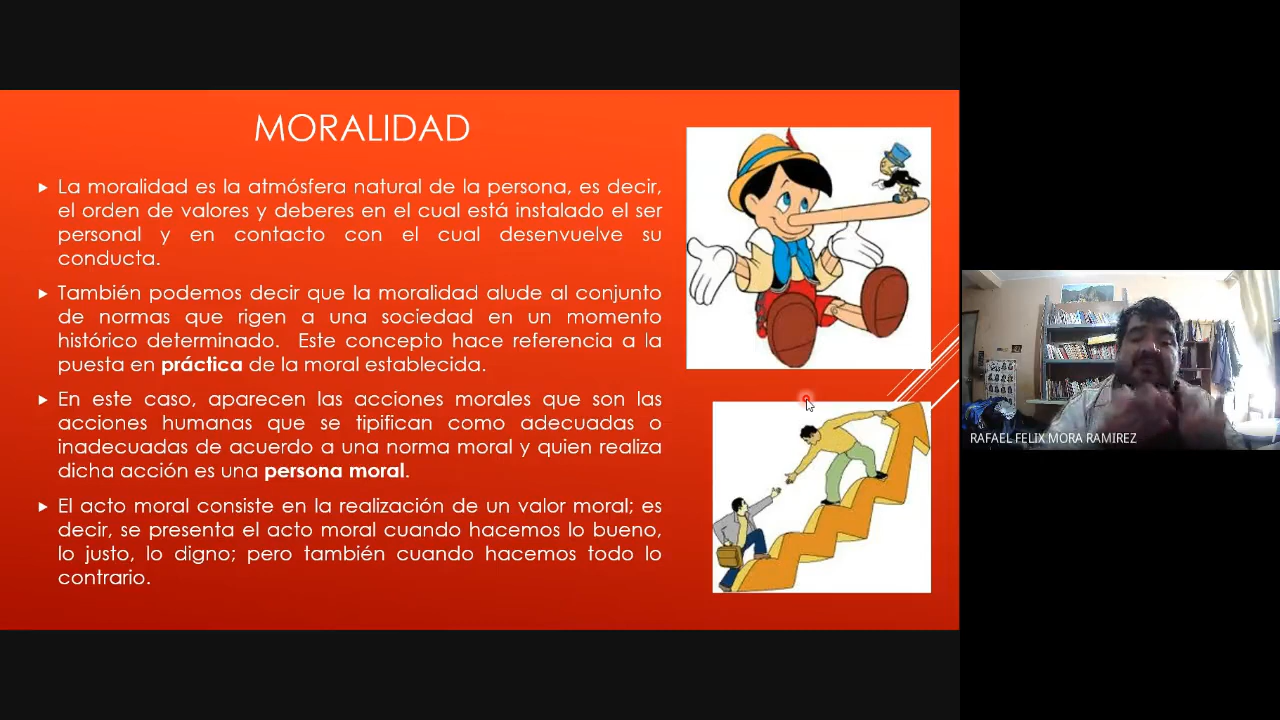 MORALIDAD
La moralidad es la atmósfera natural de la persona, es decir,
el orden de valores y deberes en el cual está instalado el ser
personal y en contacto con el cual desenvuelve su
conducta.
También podemos decir que la moralidad alude al conjunto
de normas que rigen a una sociedad en un momento
histórico determinado. Este concepto hace referencia a la
puesta en práctica de la moral establecida.
En este caso, aparecen las acciones morales que son las
acciones humanas que se tipifican como adecuadas o
inadecuadas de acuerdo a una norma moral y quien realiza
dicha acción es una persona moral.
El acto moral consiste en la realización de un valor moral; es
decir, se presenta el acto moral cuando hacemos lo bueno,
lo justo, lo digno; pero también cuando hacemos todo lo
contrario.
RAFAEL FELIX MORA RAMIREZ